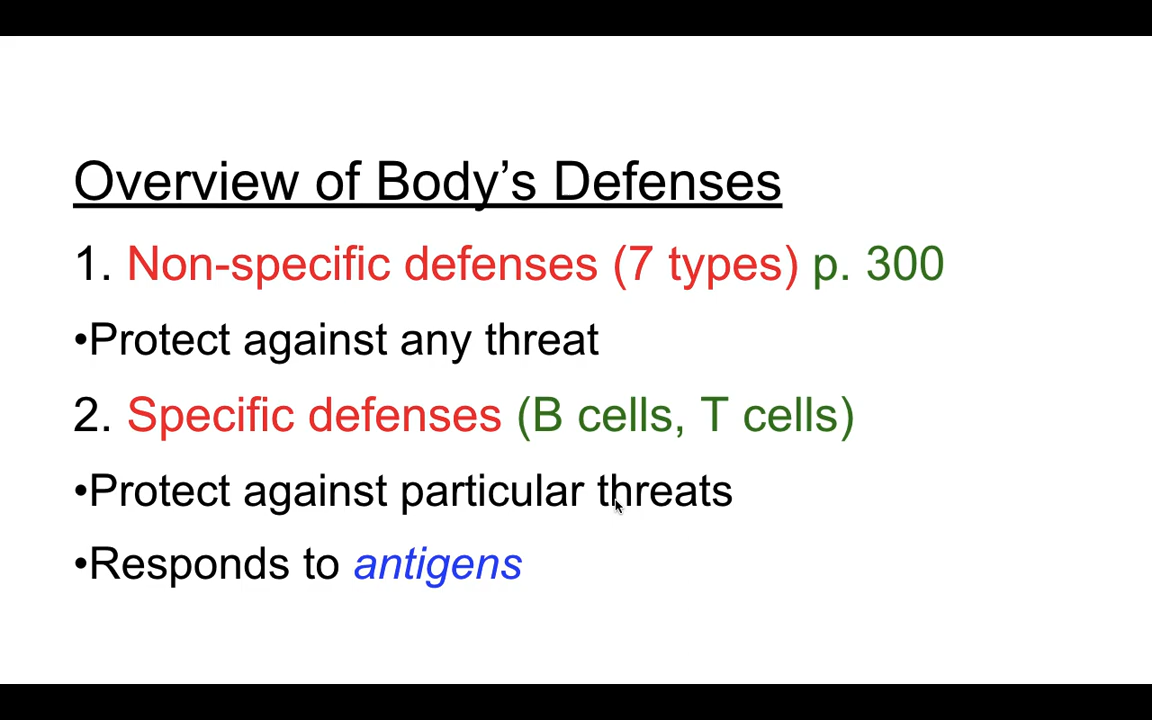 Overview of Body’s Defenses
1. Non-specific defenses (7 types) p. 300
•Protect against any threat
2. Specific defenses (B cells, T cells)
•Protect against particular threats
•Responds to antigens